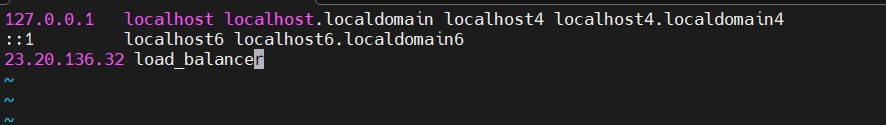 127.0.0.1   localhost localhost.localdomain localhost4 localhost4.localdomain4
::1         localhost6 localhost6.localdomain6
23.20.136.32 load_balancer
~
~
~